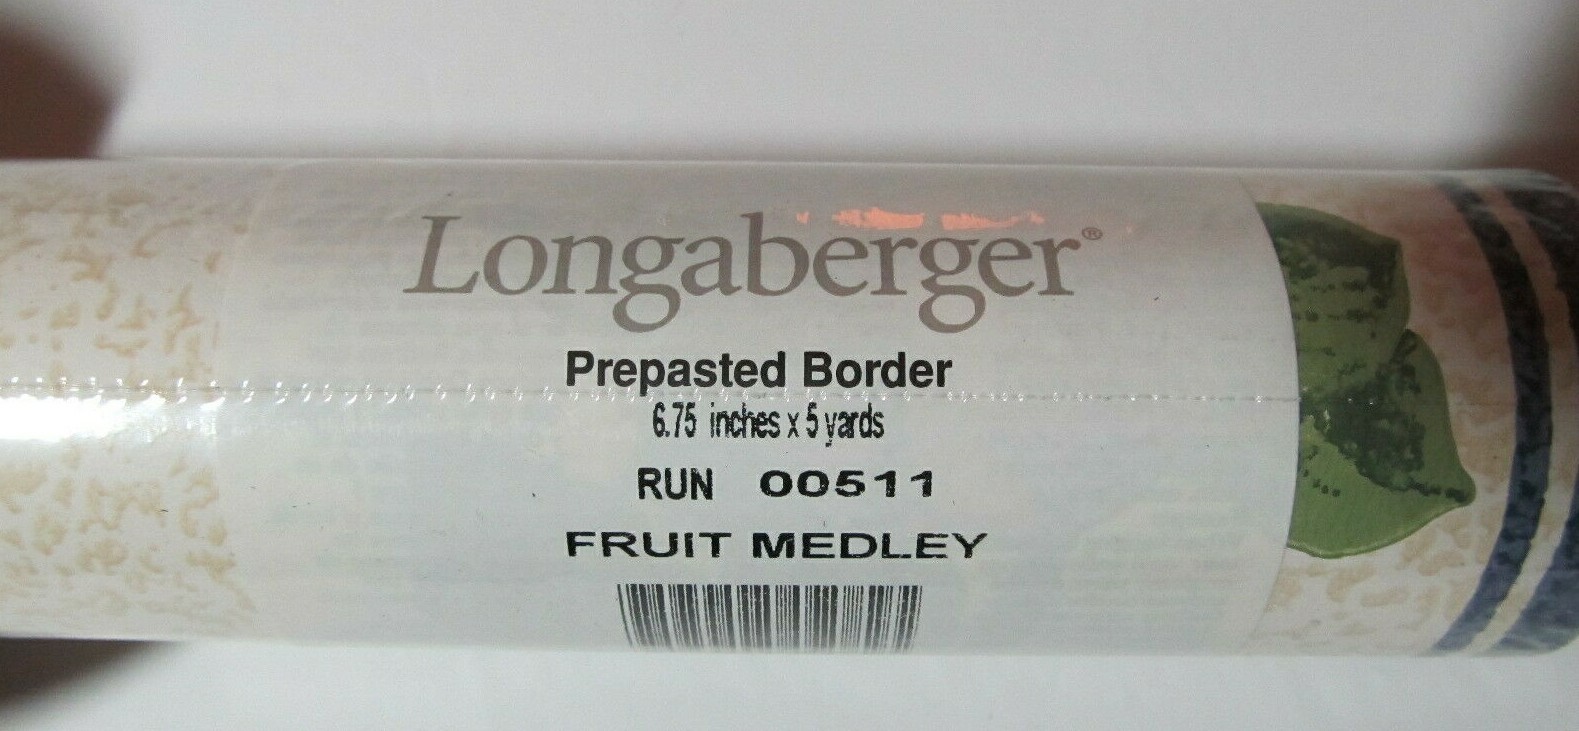 Longaberger®
Prepasted Border
6.75 inches x 5 yards
RUN 00511
FRUIT MEDLEY